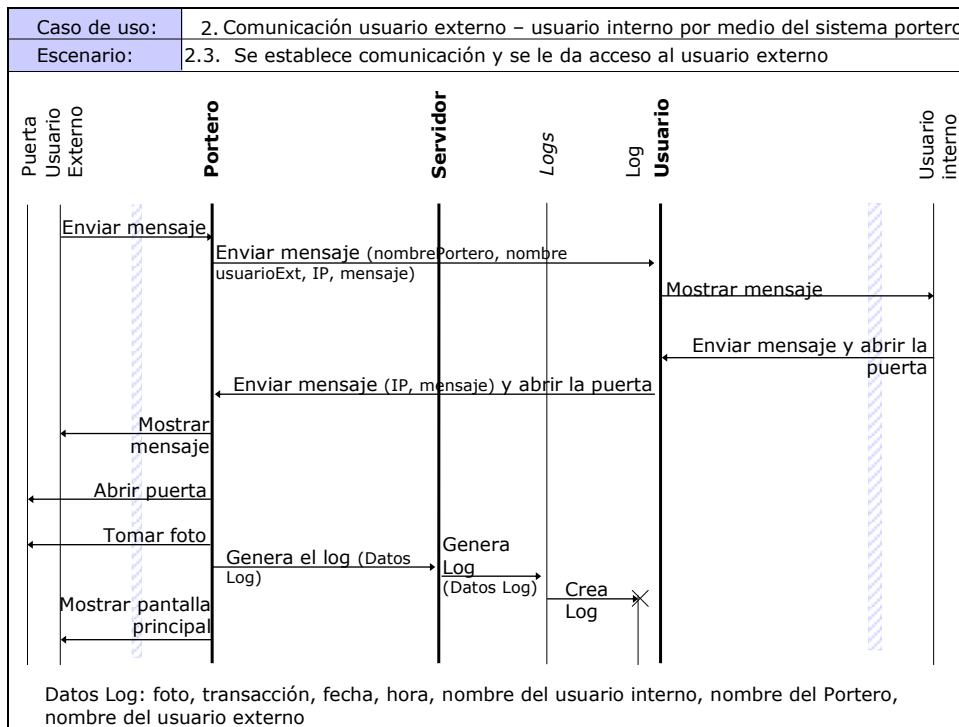 Caso de uso: 2. Comunicación usuario externo – usuario interno por medio del sistema portero
Escenario: 2.3. Se establece comunicación y se le da acceso al usuario externo
Puerta
Usuario
Externo
Portero
Servidor
Logs
Log
Usuario
Usuario
interno
Enviar mensaje
Enviar mensaje (nombrePortero, nombre
usuarioExt, IP, mensaje)
Mostrar mensaje
Enviar mensaje y abrir la
puerta
Enviar mensaje (IP, mensaje) y abrir la puerta
Mostrar
mensaje
Abrir puerta
Tomar foto
Genera el log (Datos
Log)
Genera
Log
(Datos Log)
Crea
Log
Mostrar pantalla
principal
Datos Log: foto, transacción, fecha, hora, nombre del usuario interno, nombre del Portero,
nombre del usuario externo